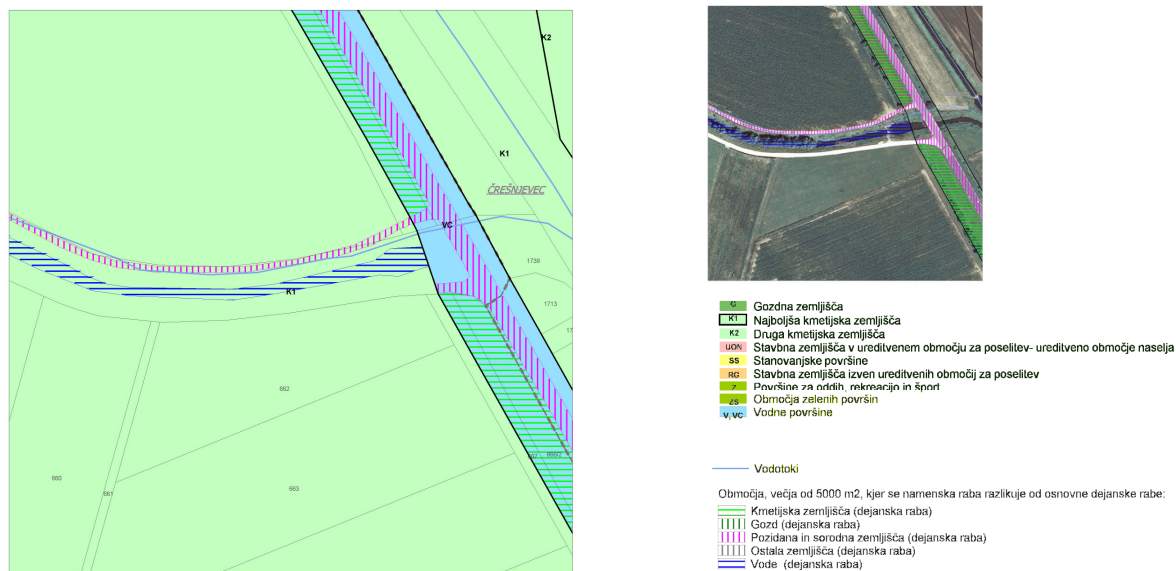 K2
K1
ČREŠNJEVEC
VC
1739
K1
1713
662
660
661
663
G Gozdna zemljišča
K1 Najboljša kmetijska zemljišča
K2 Druga kmetijska zemljišča
UON Stavbna zemljišča v ureditvenem območju za poselitev- ureditveno območje naselja
SS Stanovanjske površine
RG Stavbna zemljišča izven ureditvenih območij za poselitev
Z Površine za oddih, rekreacijo in šport
ZS Območja zelenih površin
V, VC Vodne površine
Vodotoki
Območja, večja od 5000 m2, kjer se namenska raba razlikuje od osnovne dejanske rabe:
Kmetijska zemljišča (dejanska raba)
Gozd (dejanska raba)
Pozidana in sorodna zemljišča (dejanska raba)
Ostala zemljišča (dejanska raba)
Vode (dejanska raba)